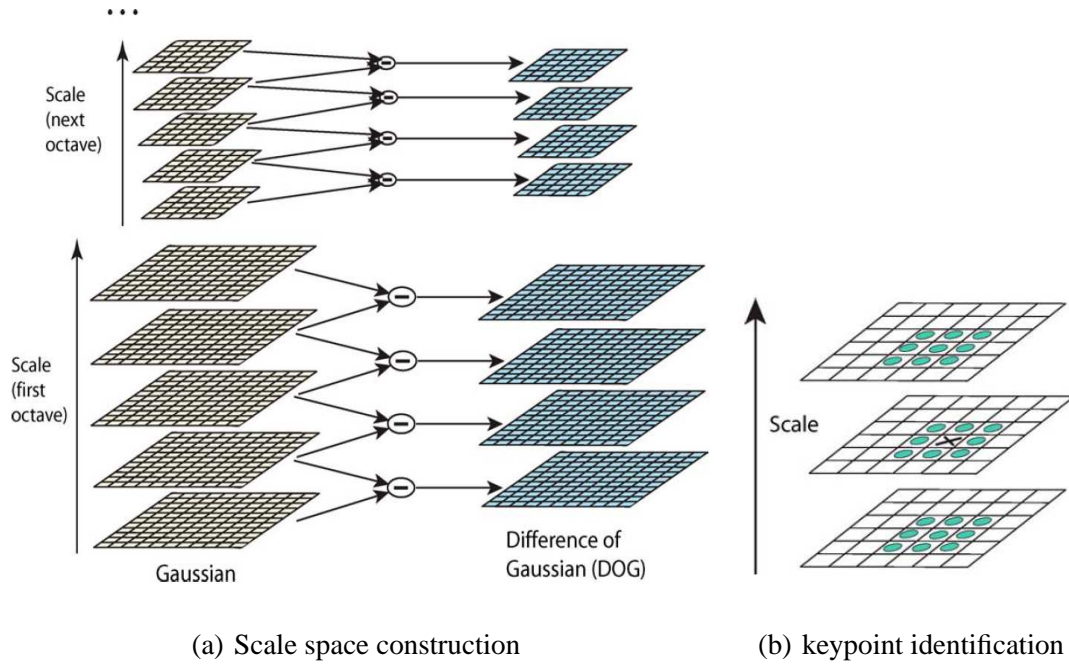 ...
Scale
(next
octave)
Scale
(first
octave)
Gaussian
Difference of
Gaussian (DOG)
Scale
(a) Scale space construction
(b) keypoint identification